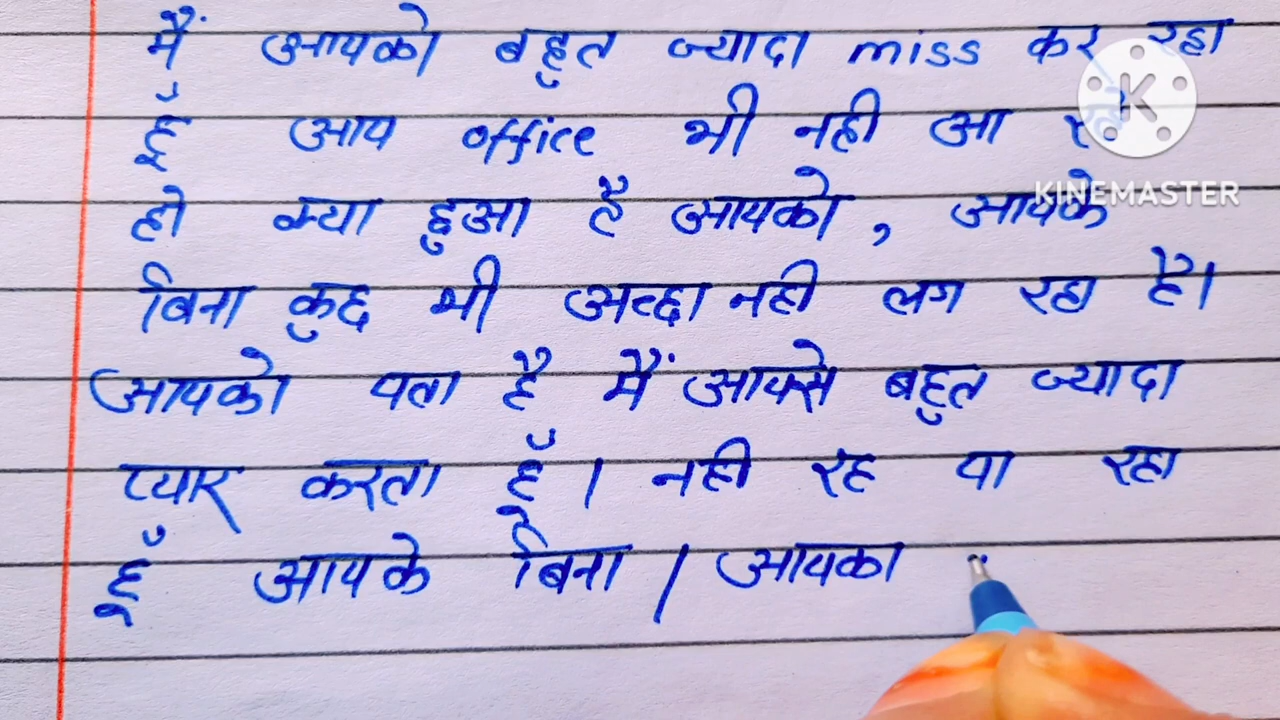 मैं आपको बहुत ज्यादा miss कर रहा
हूँ आप office भी नही आ रहे
हो क्या हुआ है आपको, आपके
बिना कुछ भी अच्छा नही लग रहा है।
आपको पता है मैं आपसे बहुत ज्यादा
प्यार करता हूँ। नही रह पा रहा
हूँ आपके बिना। आपका
KINEMASTER